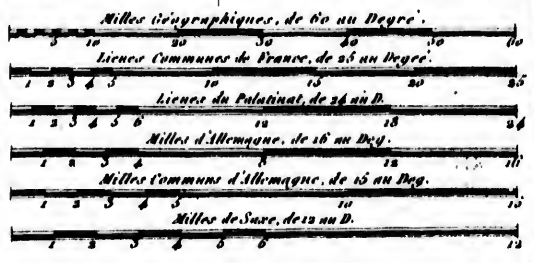 Milles Géographiques, de 60 au Degré.
5 10 20 30 40 50 60
Lieues Communes de France, de 25 au Degré.
1 2 3 4 5 10 15 20 25
Lieues du Palatinat, de 24 au D.
1 2 3 4 5 6 12 18 24
Milles d'Allemagne, de 16 au Deg.
1 2 3 4 8 12 16
Milles Communs d'Allemagne, de 15 au Deg.
1 2 3 4 5 10 15
Milles de Saxe, de 12 au D.
1 2 3 4 5 6 12